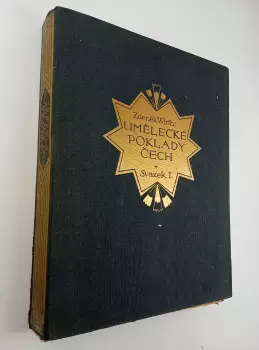 Zdeněk Wirth:
UMĚLECKÉ
POKLADY
ČECH
Svazek I.